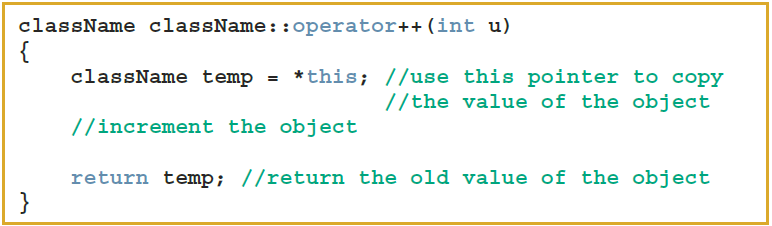 className className::operator++(int u)
{
    className temp = *this; //use this pointer to copy
                            //the value of the object
    //increment the object

    return temp; //return the old value of the object
}